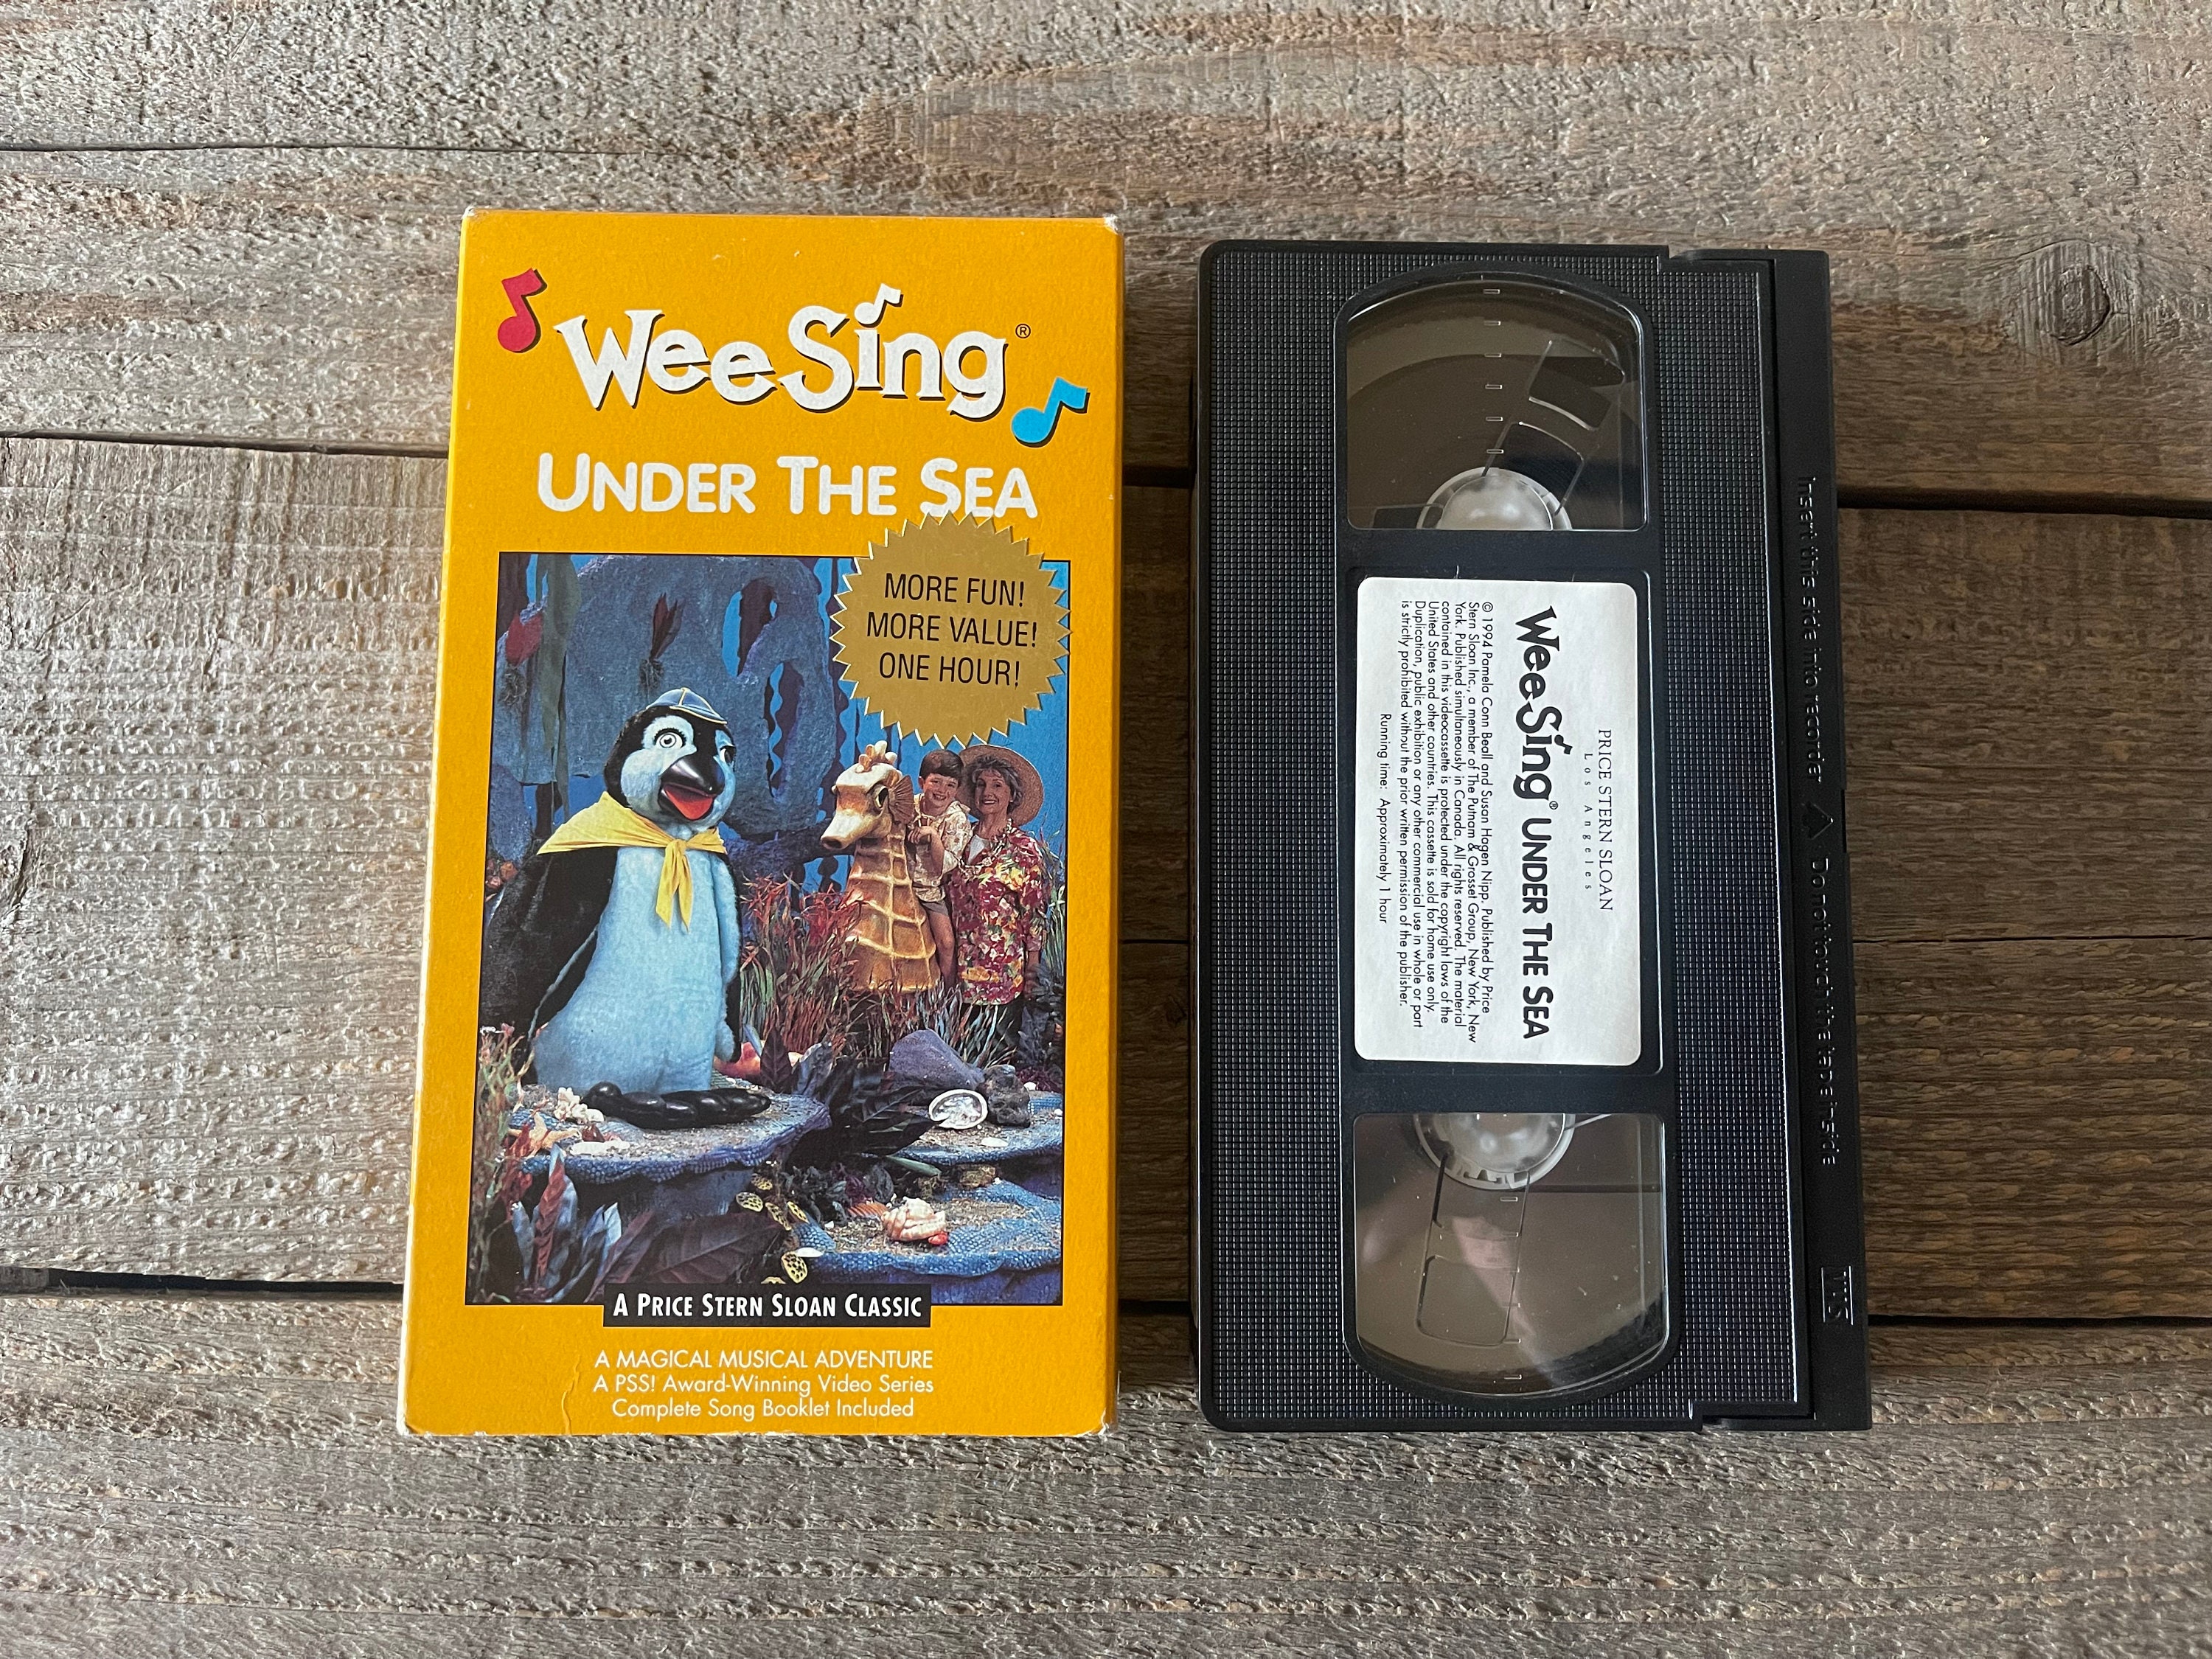 Wee Sing®
UNDER THE SEA
MORE FUN!
MORE VALUE!
ONE HOUR!
A PRICE STERN SLOAN CLASSIC
A MAGICAL MUSICAL ADVENTURE
A PSS! Award-Winning Video Series
Complete Song Booklet Included
PRICE STERN SLOAN
Los Angeles
Wee Sing® UNDER THE SEA
© 1994 Pamela Conn Beall and Susan Hagen Nipp. Published by Price
Stern Sloan Inc., a member of The Putnam & Grosset Group, New York, New
York. Published simultaneously in Canada. All rights reserved. The material
contained in this videocassette is protected under the copyright laws of the
United States and other countries. This cassette is sold for home use only.
Duplication, public exhibition or any other commercial use in whole or part
is strictly prohibited without the prior written permission of the publisher.
Running time: Approximately 1 hour
Insert this side into recorder △ Do not touch the tape inside
VHS